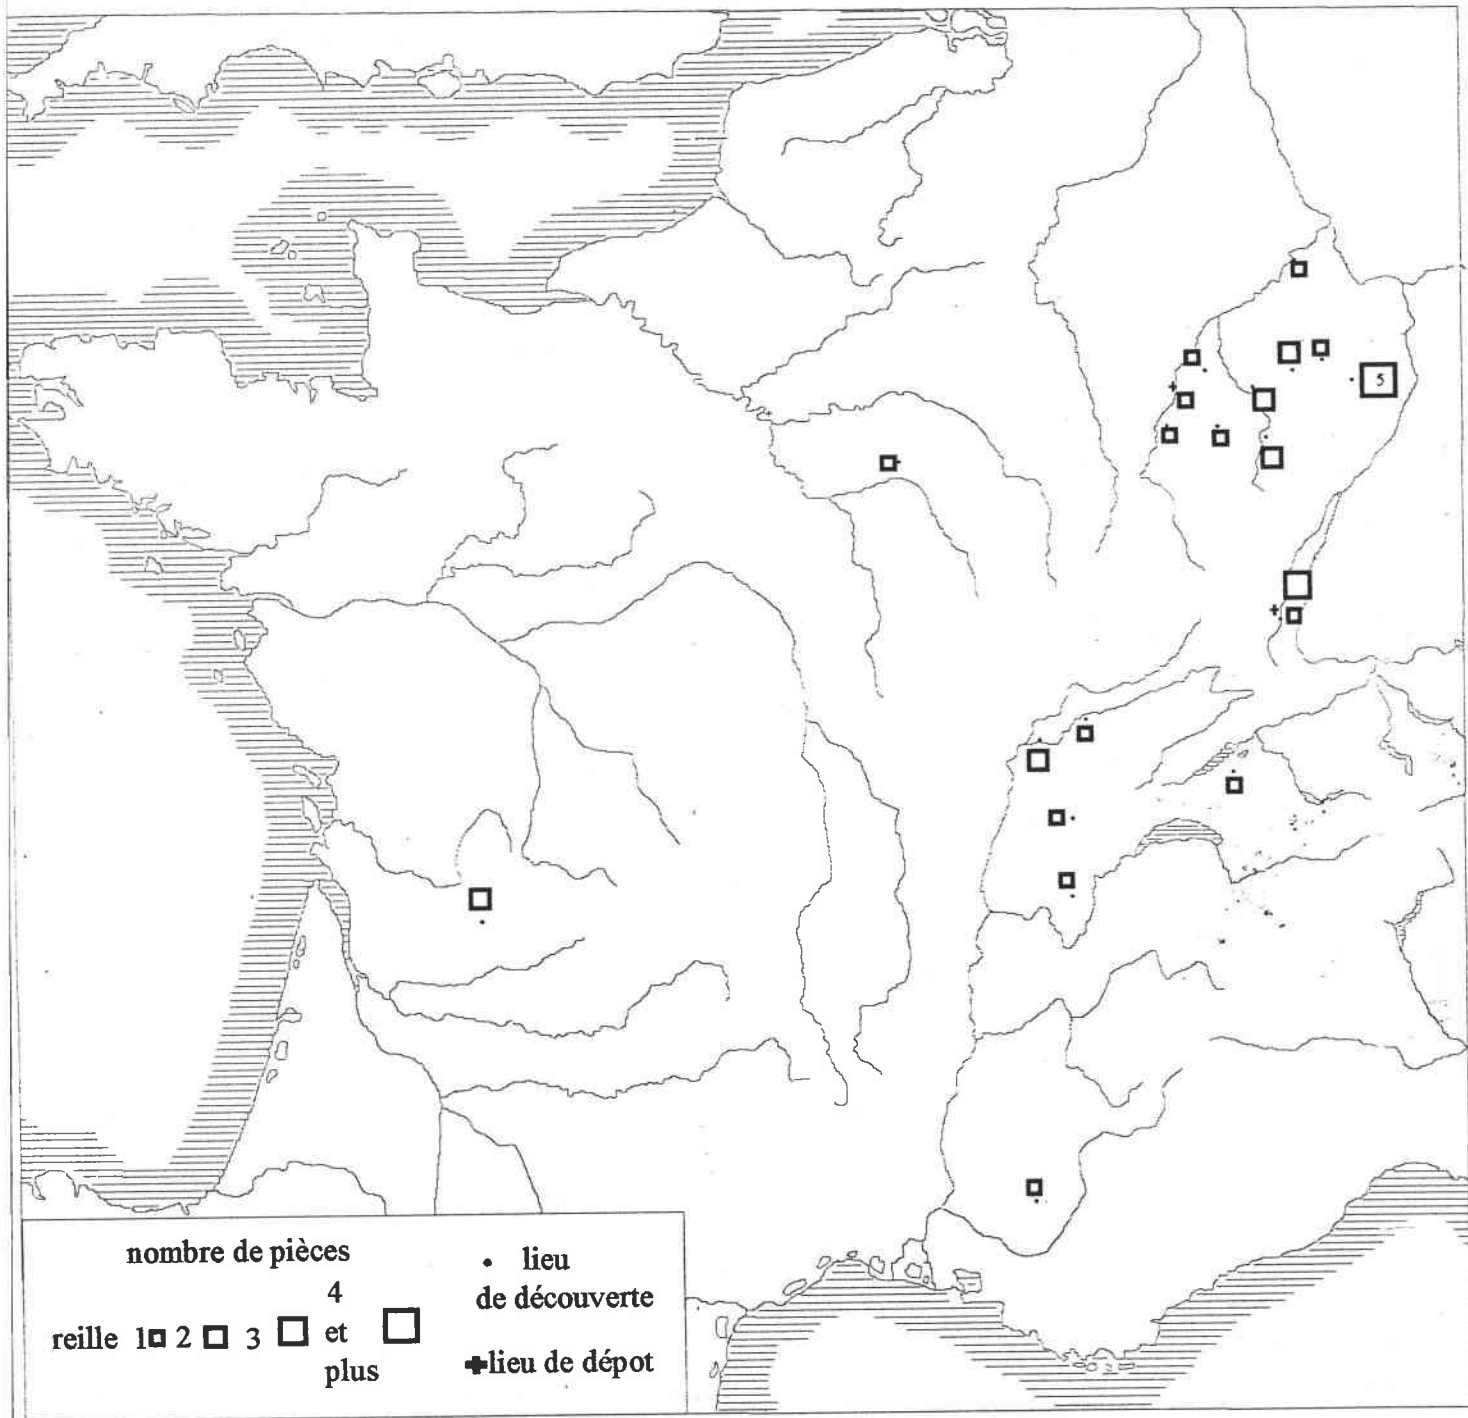 5
nombre de pièces
reille 1 2 3 4
et
plus
• lieu
de découverte
✚lieu de dépot